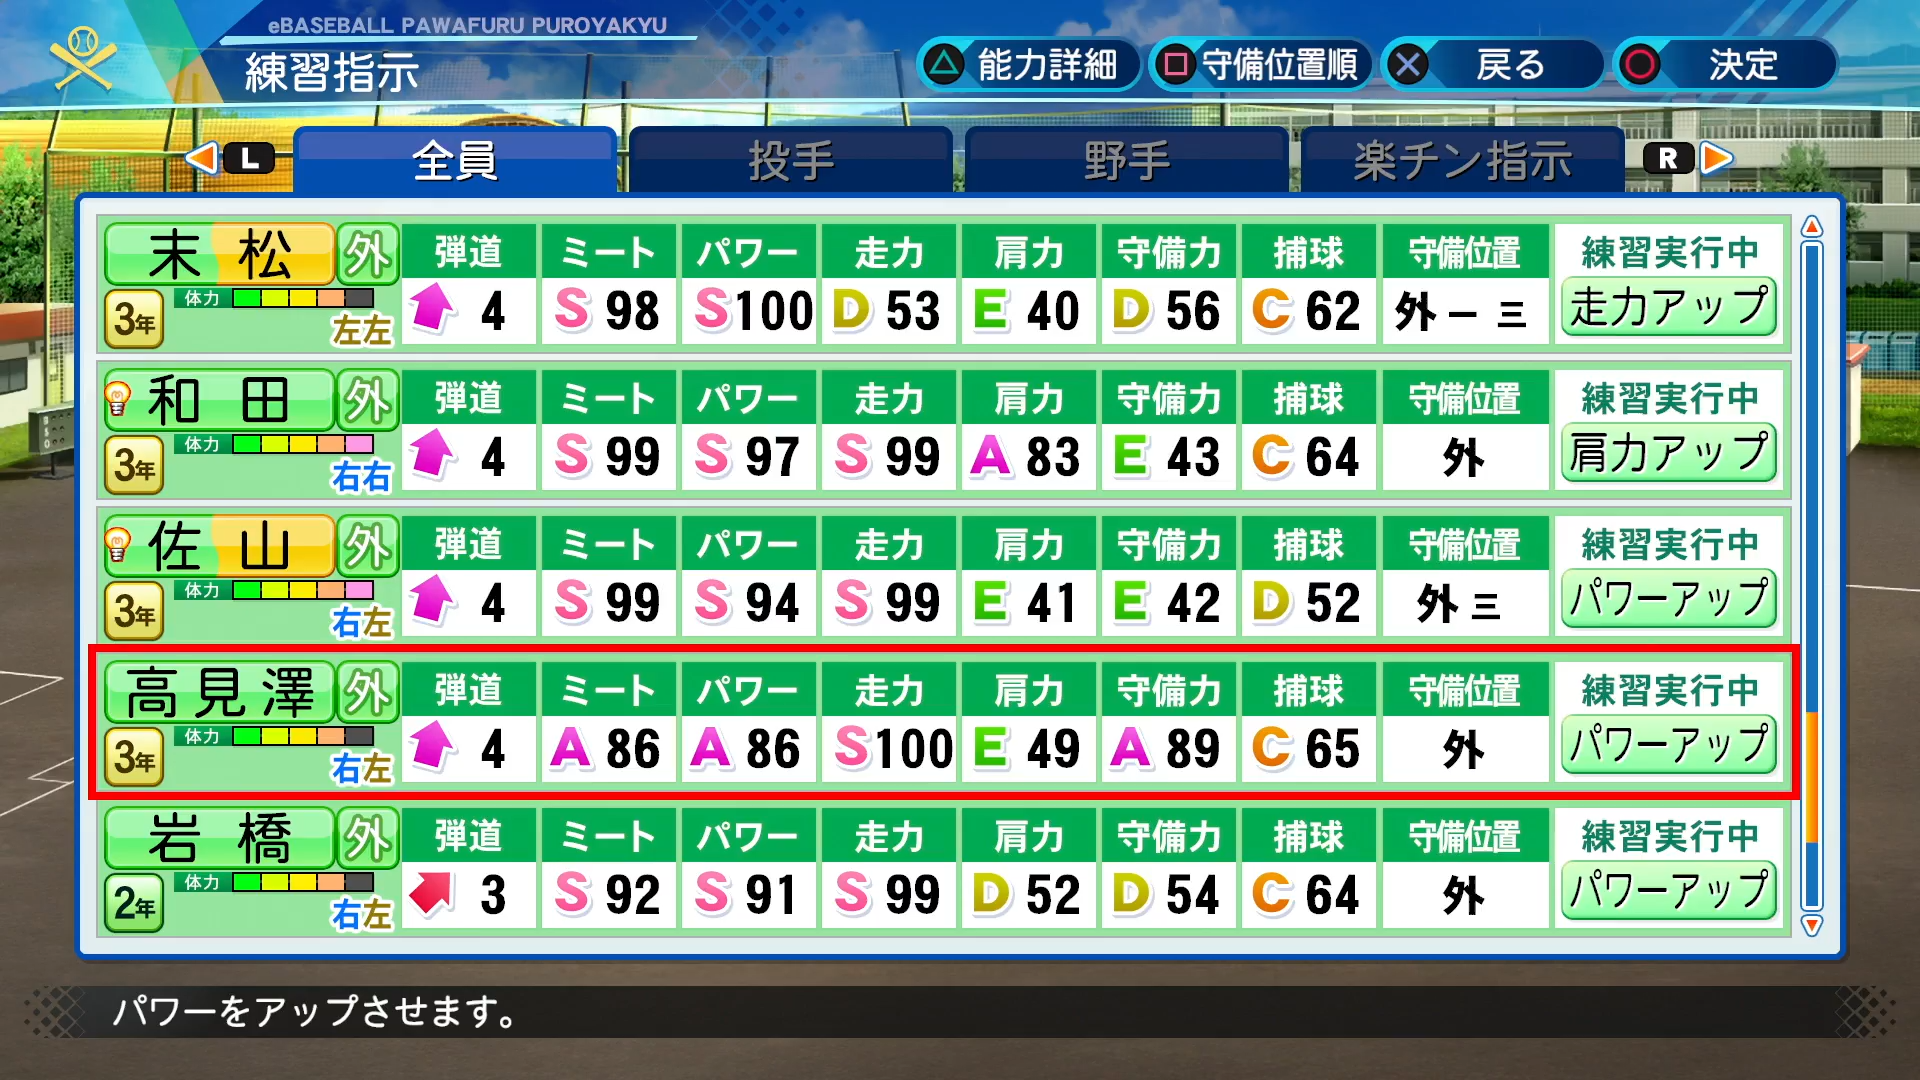 eBASEBALL PAWAFURU PUROYAKYU
練習指示
能力詳細 守備位置順 戻る 決定
L 全員 投手 野手 楽チン指示 R
末松 外 弾道 ミート パワー 走力 肩力 守備力 捕球 守備位置 練習実行中
体力
3年 左左 4 S 98 S 100 D 53 E 40 D 56 C 62 外－三 走力アップ
和田 外 弾道 ミート パワー 走力 肩力 守備力 捕球 守備位置 練習実行中
体力
3年 右右 4 S 99 S 97 S 99 A 83 E 43 C 64 外 肩力アップ
佐山 外 弾道 ミート パワー 走力 肩力 守備力 捕球 守備位置 練習実行中
体力
3年 右左 4 S 99 S 94 S 99 E 41 E 42 D 52 外三 パワーアップ
高見澤 外 弾道 ミート パワー 走力 肩力 守備力 捕球 守備位置 練習実行中
体力
3年 右左 4 A 86 A 86 S 100 E 49 A 89 C 65 外 パワーアップ
岩橋 外 弾道 ミート パワー 走力 肩力 守備力 捕球 守備位置 練習実行中
体力
2年 右左 3 S 92 S 91 S 99 D 52 D 54 C 64 外 パワーアップ
パワーをアップさせます。